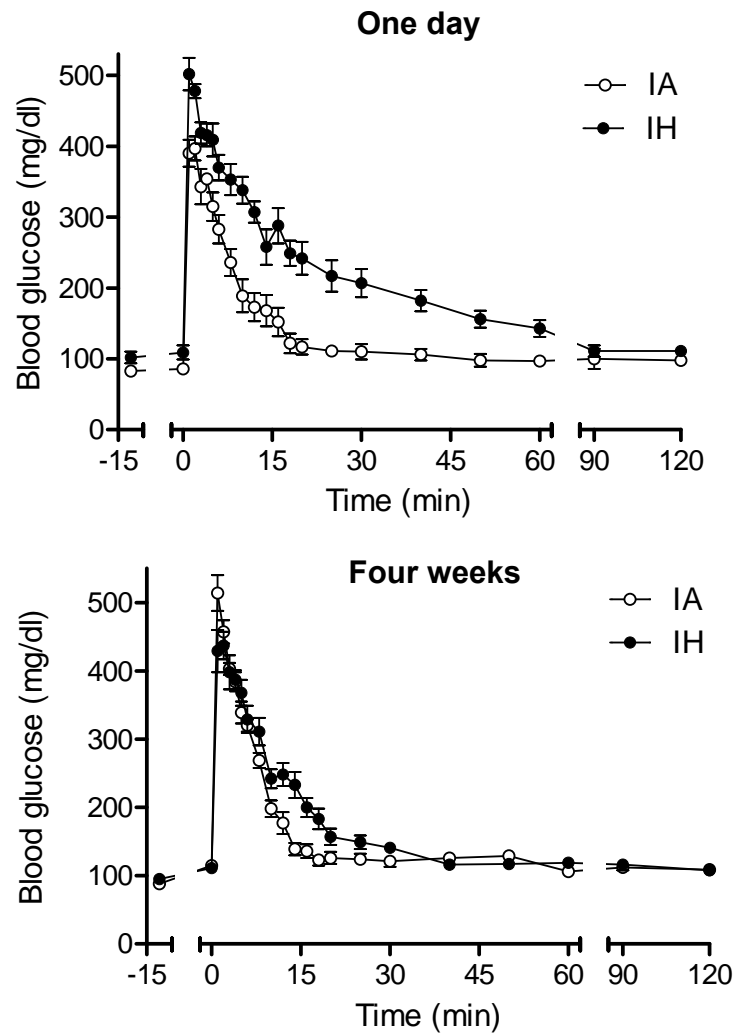 One day
500
400
300
200
100
0
Blood glucose (mg/dl)
IA
IH
-15 0 15 30 45 60 90 120
Time (min)
Four weeks
500
400
300
200
100
0
Blood glucose (mg/dl)
IA
IH
-15 0 15 30 45 60 90 120
Time (min)